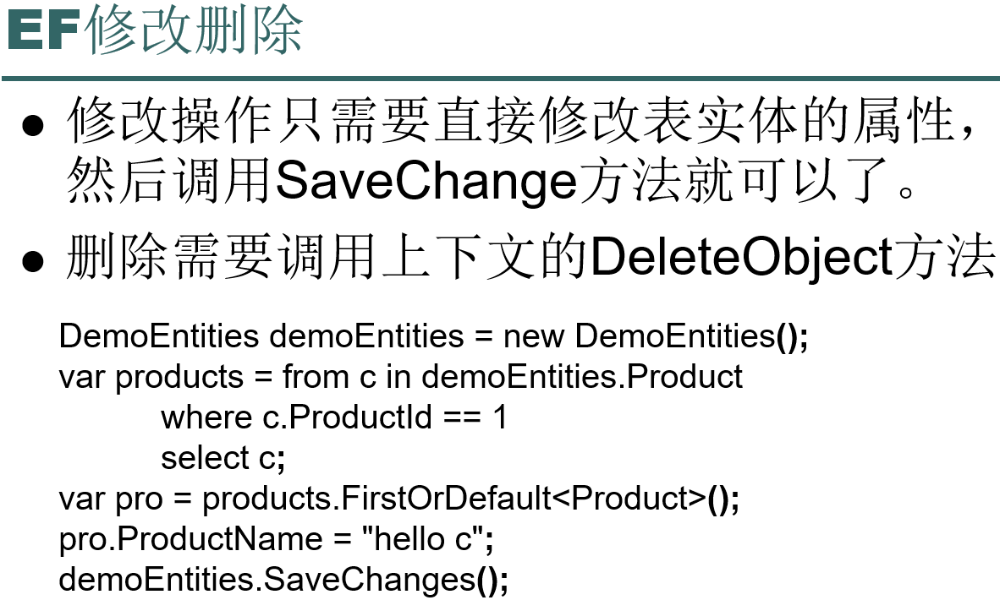 EF修改删除
● 修改操作只需要直接修改表实体的属性，
然后调用SaveChange方法就可以了。
● 删除需要调用上下文的DeleteObject方法
DemoEntities demoEntities = new DemoEntities();
var products = from c in demoEntities.Product
where c.ProductId == 1
select c;
var pro = products.FirstOrDefault<Product>();
pro.ProductName = "hello c";
demoEntities.SaveChanges();